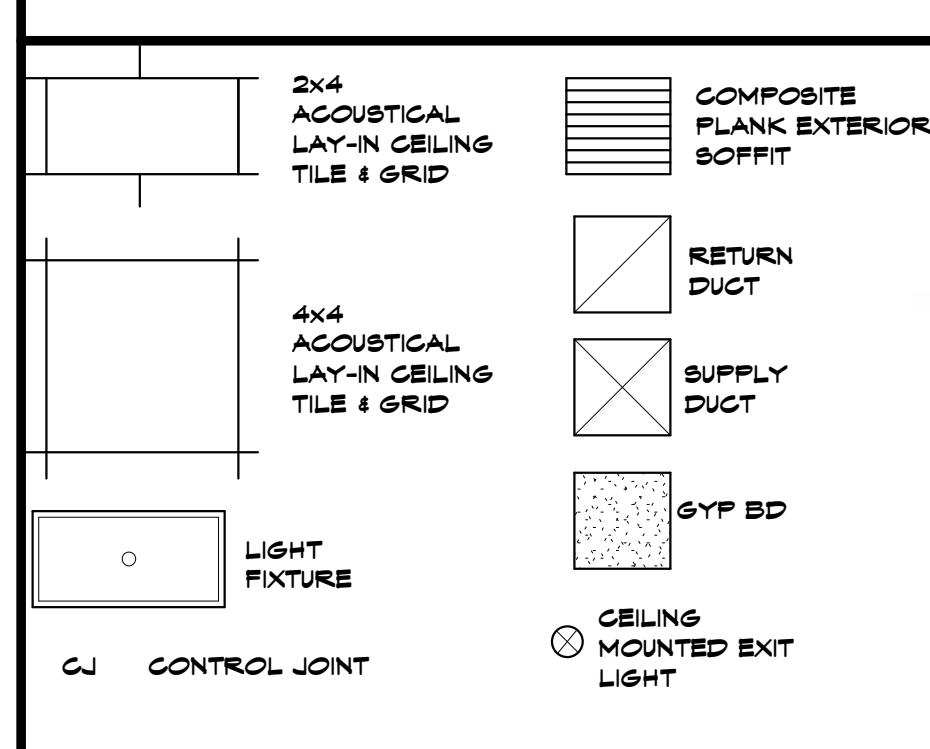 2x4
ACOUSTICAL
LAY-IN CEILING
TILE & GRID
4x4
ACOUSTICAL
LAY-IN CEILING
TILE & GRID
LIGHT
FIXTURE
CJ CONTROL JOINT
COMPOSITE
PLANK EXTERIOR
SOFFIT
RETURN
DUCT
SUPPLY
DUCT
GYP BD
CEILING
MOUNTED EXIT
LIGHT